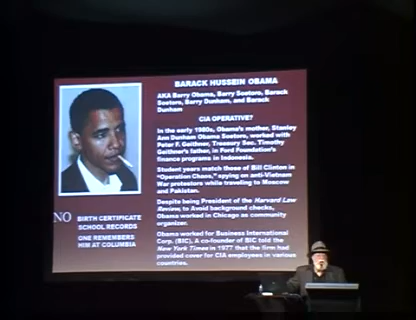 BARACK HUSSEIN OBAMA
AKA Barry Obama, Barry Soetoro, Barack
Soetoro, Barry Dunham, and Barack
Dunham
CIA OPERATIVE?
In the early 1980s, Obama's mother, Stanley
Ann Dunham Obama Soetoro, worked with
Peter F. Geithner, Treasury Sec. Timothy
Geithner's father, in Ford Foundation's
finance programs in Indonesia.
Student years match those of Bill Clinton in
"Operation Chaos," spying on anti-Vietnam
War protestors while traveling to Moscow
and Pakistan.
Despite being President of the Harvard Law
Review, to Avoid background checks,
Obama worked in Chicago as community
organizer.
Obama worked for Business International
Corp. (BIC). A co-founder of BIC told the
New York Times in 1977 that the firm had
provided cover for CIA employees in various
countries.
NO BIRTH CERTIFICATE
SCHOOL RECORDS
ONE REMEMBERS
HIM AT COLUMBIA